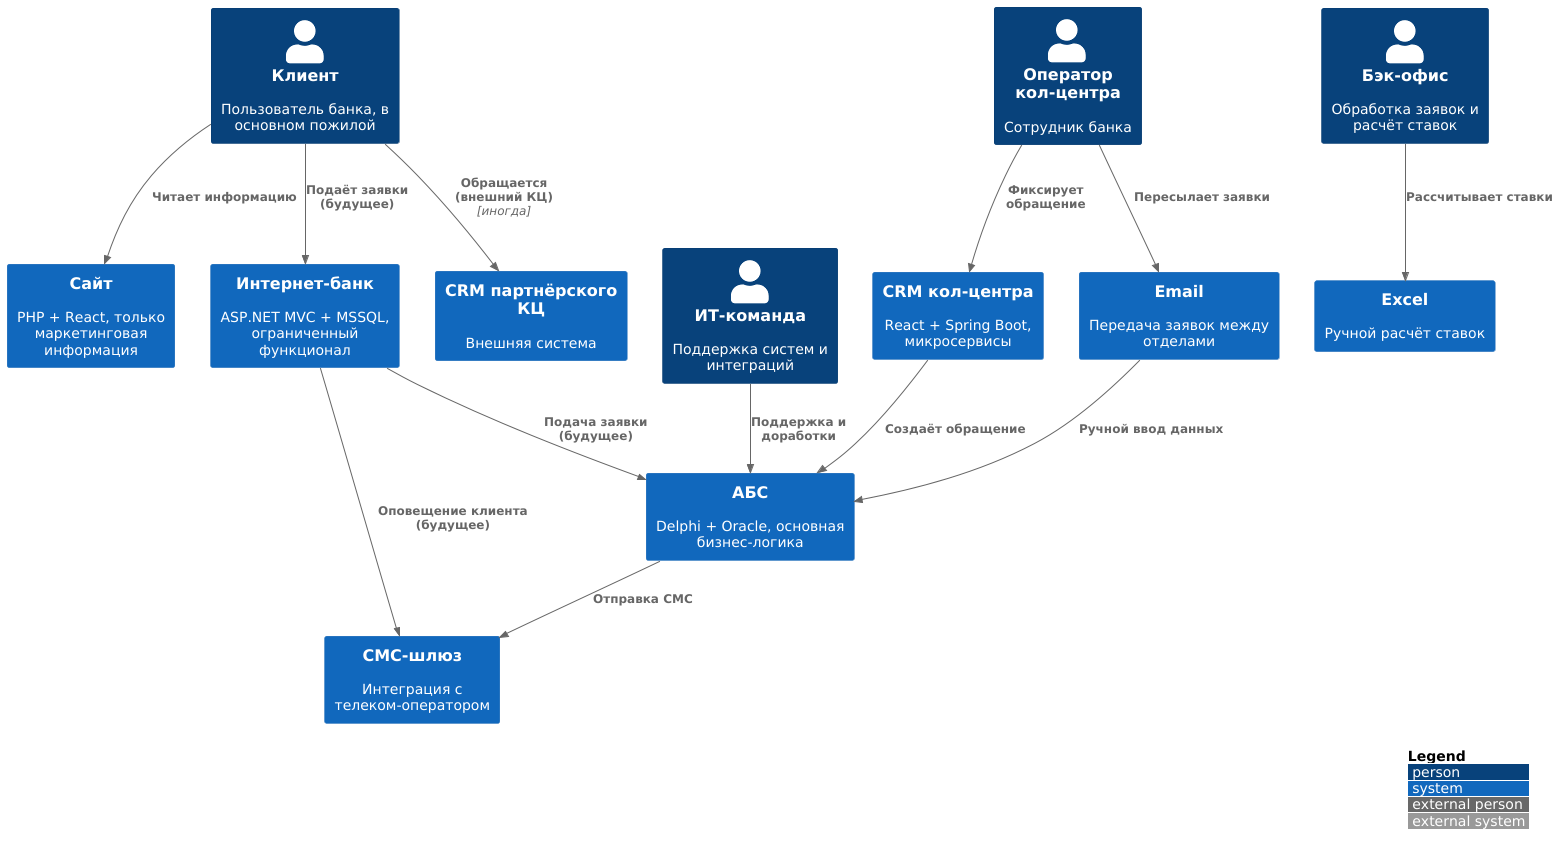 Клиент
Пользователь банка, в
основном пожилой
Оператор
кол-центра
Сотрудник банка
Бэк-офис
Обработка заявок и
расчёт ставок
Читает информацию
Подаёт заявки
(будущее)
Обращается
(внешний КЦ)
[иногда]
Фиксирует
обращение
Пересылает заявки
Рассчитывает ставки
Сайт
PHP + React, только
маркетинговая
информация
Интернет-банк
ASP.NET MVC + MSSQL,
ограниченный
функционал
CRM партнёрского
КЦ
Внешняя система
ИТ-команда
Поддержка систем и
интеграций
CRM кол-центра
React + Spring Boot,
микросервисы
Email
Передача заявок между
отделами
Excel
Ручной расчёт ставок
Подача заявки
(будущее)
Поддержка и
доработки
Создаёт обращение
Ручной ввод данных
Оповещение клиента
(будущее)
АБС
Delphi + Oracle, основная
бизнес-логика
Отправка СМС
СМС-шлюз
Интеграция с
телеком-оператором
Legend
person
system
external person
external system